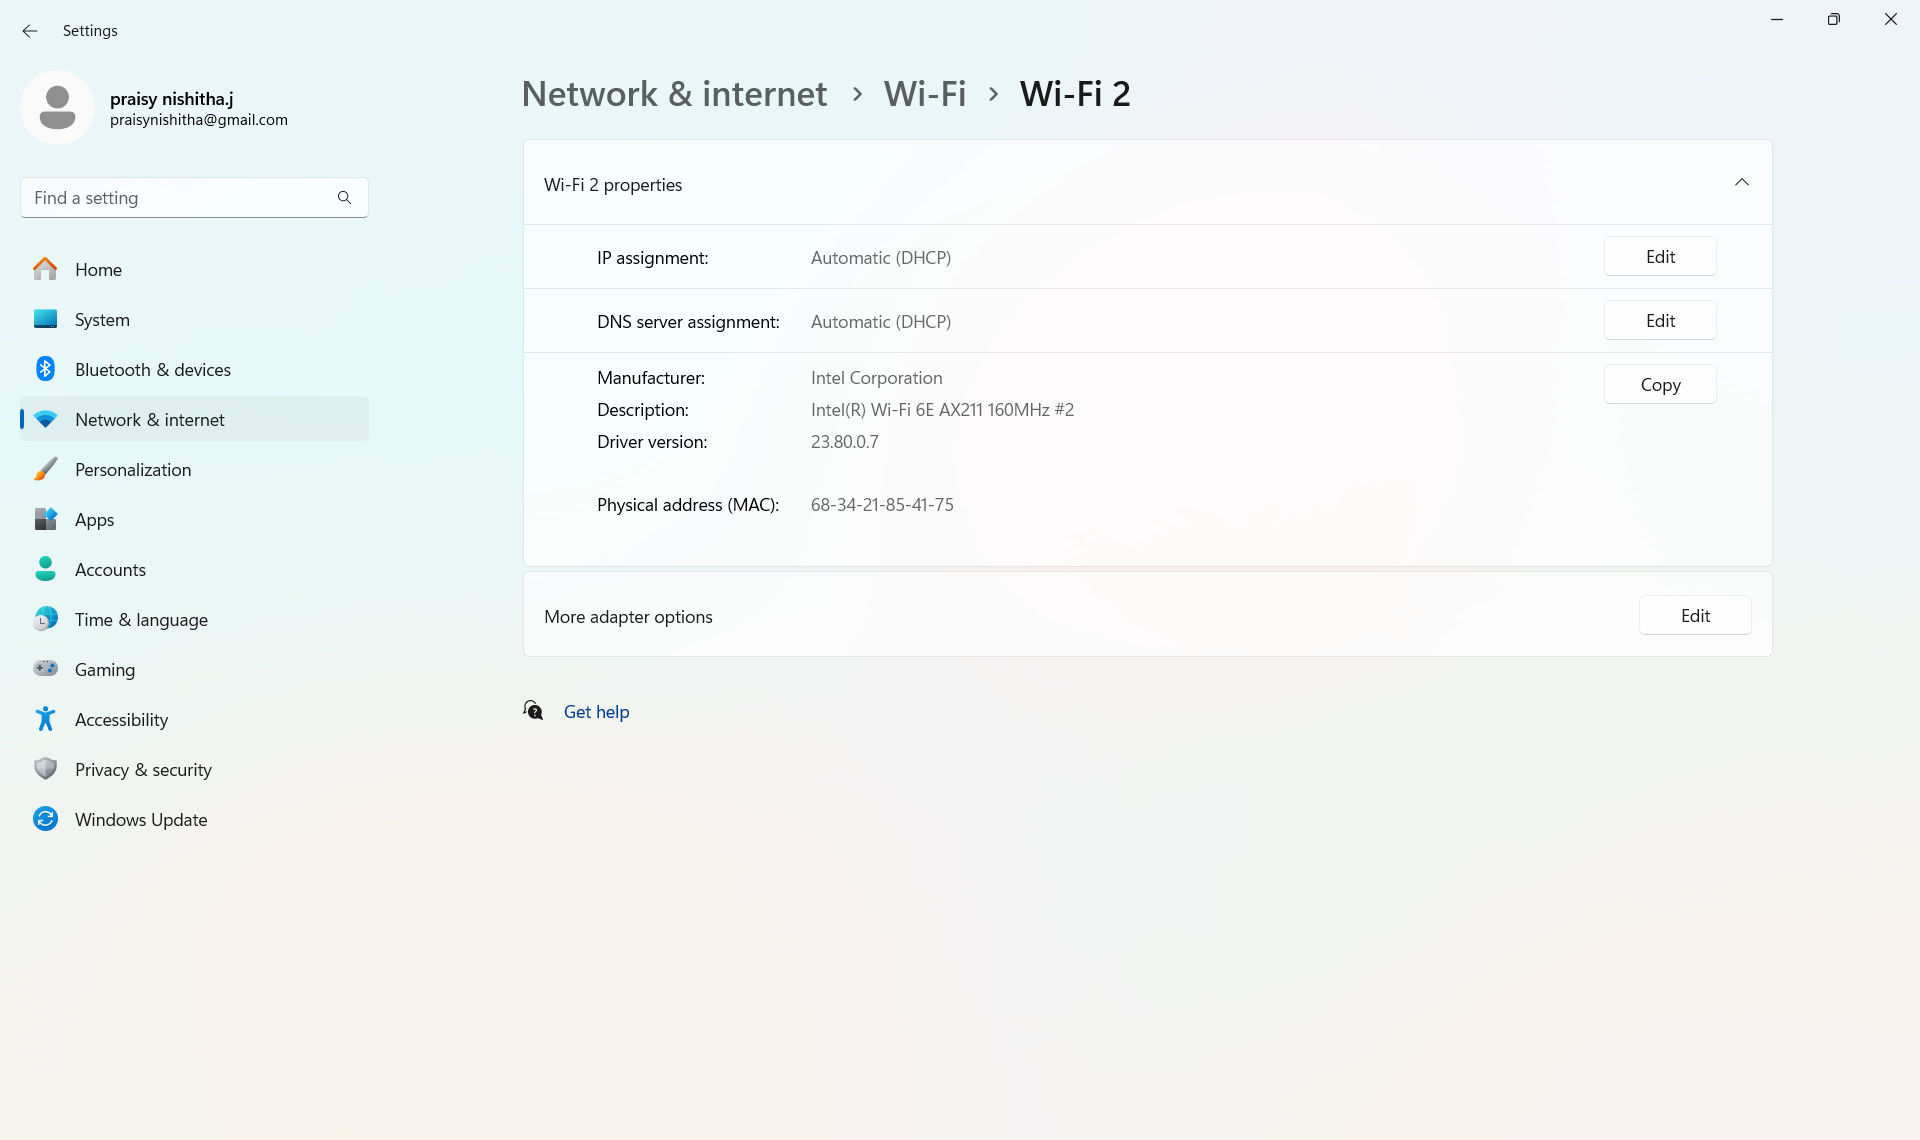 Settings
praisy nishitha.j
praisynishitha@gmail.com
Find a setting
Home
System
Bluetooth & devices
Network & internet
Personalization
Apps
Accounts
Time & language
Gaming
Accessibility
Privacy & security
Windows Update
Network & internet > Wi-Fi > Wi-Fi 2
Wi-Fi 2 properties
IP assignment: Automatic (DHCP) Edit
DNS server assignment: Automatic (DHCP) Edit
Manufacturer: Intel Corporation Copy
Description: Intel(R) Wi-Fi 6E AX211 160MHz #2
Driver version: 23.80.0.7
Physical address (MAC): 68-34-21-85-41-75
More adapter options Edit
Get help